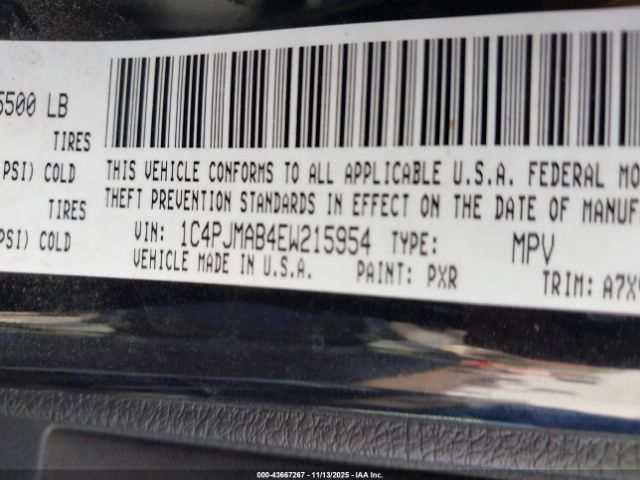 5500 LB
TIRES
PSI) COLD
TIRES
PSI) COLD
THIS VEHICLE CONFORMS TO ALL APPLICABLE U.S.A. FEDERAL MO
THEFT PREVENTION STANDARDS IN EFFECT ON THE DATE OF MANUF
VIN: 1C4PJMAB4EW215954 TYPE: MPV
VEHICLE MADE IN U.S.A. PAINT: PXR TRIM: A7X9
00-43667267 - 11/13/2025 - IAA Inc.